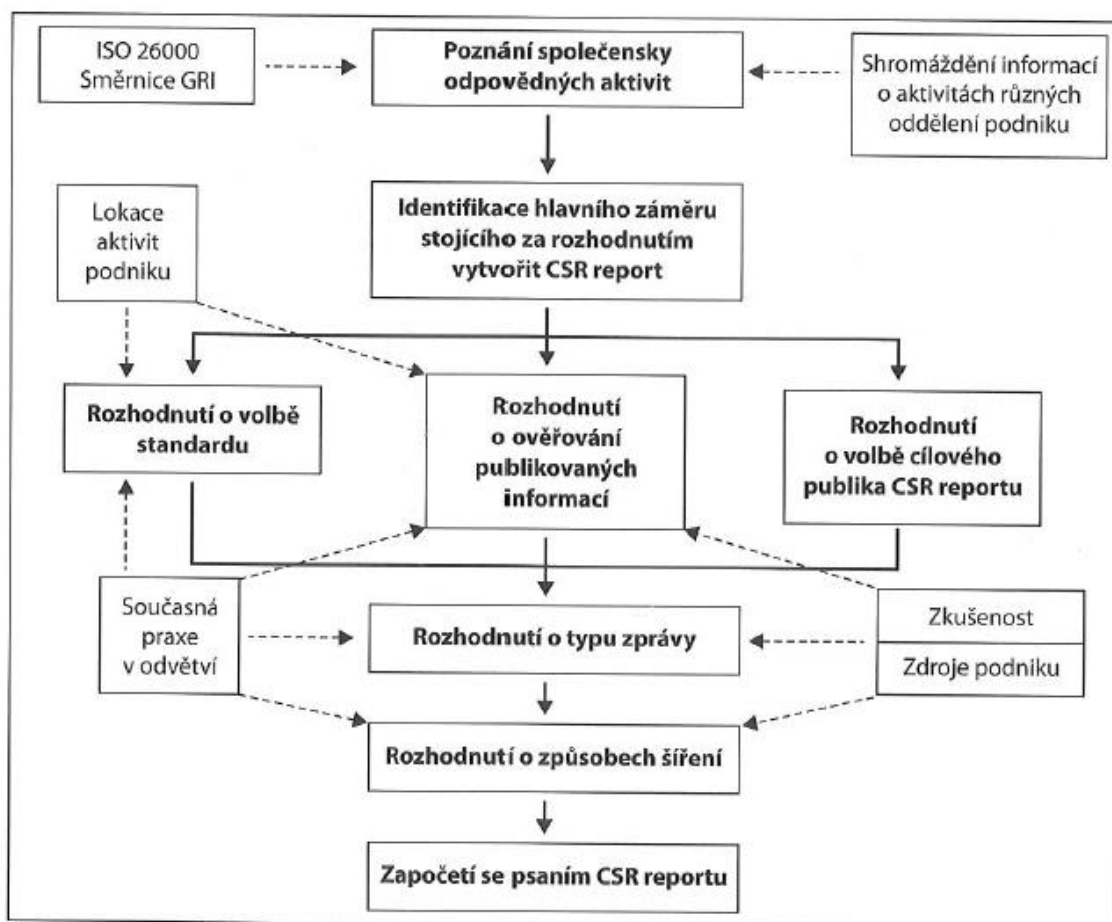 ISO 26000
Směrnice GRI
Poznání společensky
odpovědných aktivit
Shromáždění informací
o aktivitách různých
oddělení podniku
Lokace
aktivit
podniku
Identifikace hlavního záměru
stojícího za rozhodnutím
vytvořit CSR report
Rozhodnutí o volbě
standardu
Rozhodnutí
o ověřování
publikovaných
informací
Rozhodnutí
o volbě cílového
publika CSR reportu
Současná
praxe
v odvětví
Rozhodnutí o typu zprávy
Zkušenost
Zdroje podniku
Rozhodnutí o způsobech šíření
Započetí se psaním CSR reportu